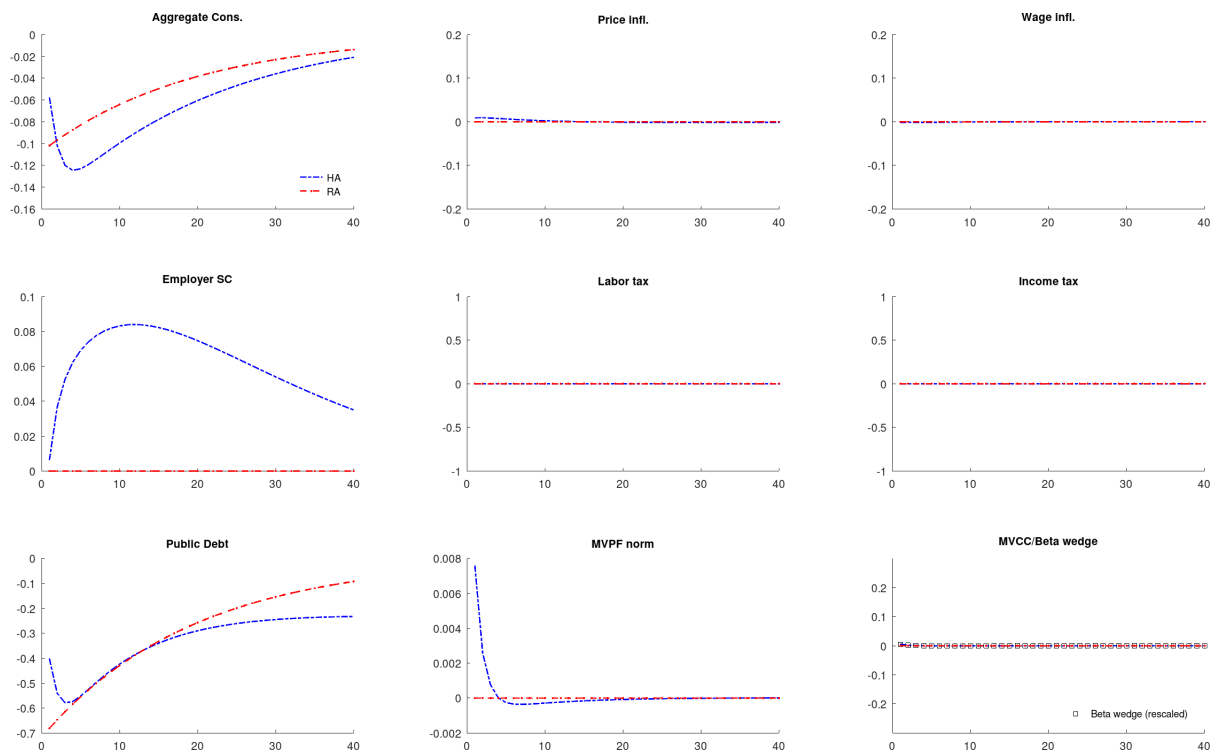 Aggregate Cons.
0
-0.02
-0.04
-0.06
-0.08
-0.1
-0.12
-0.14
-0.16
0 10 20 30 40
HA
RA
Price infl.
0.2
0.1
0
-0.1
-0.2
0 10 20 30 40
Wage infl.
0.2
0.1
0
-0.1
-0.2
0 10 20 30 40
Employer SC
0.1
0.08
0.06
0.04
0.02
0
0 10 20 30 40
Labor tax
1
0.5
0
-0.5
-1
0 10 20 30 40
Income tax
1
0.5
0
-0.5
-1
0 10 20 30 40
Public Debt
0
-0.1
-0.2
-0.3
-0.4
-0.5
-0.6
-0.7
0 10 20 30 40
MVPF norm
0.008
0.006
0.004
0.002
0
0 10 20 30 40
MVCC/Beta wedge
0.2
0.1
0
-0.1
-0.2
0 10 20 30 40
Beta wedge (rescaled)